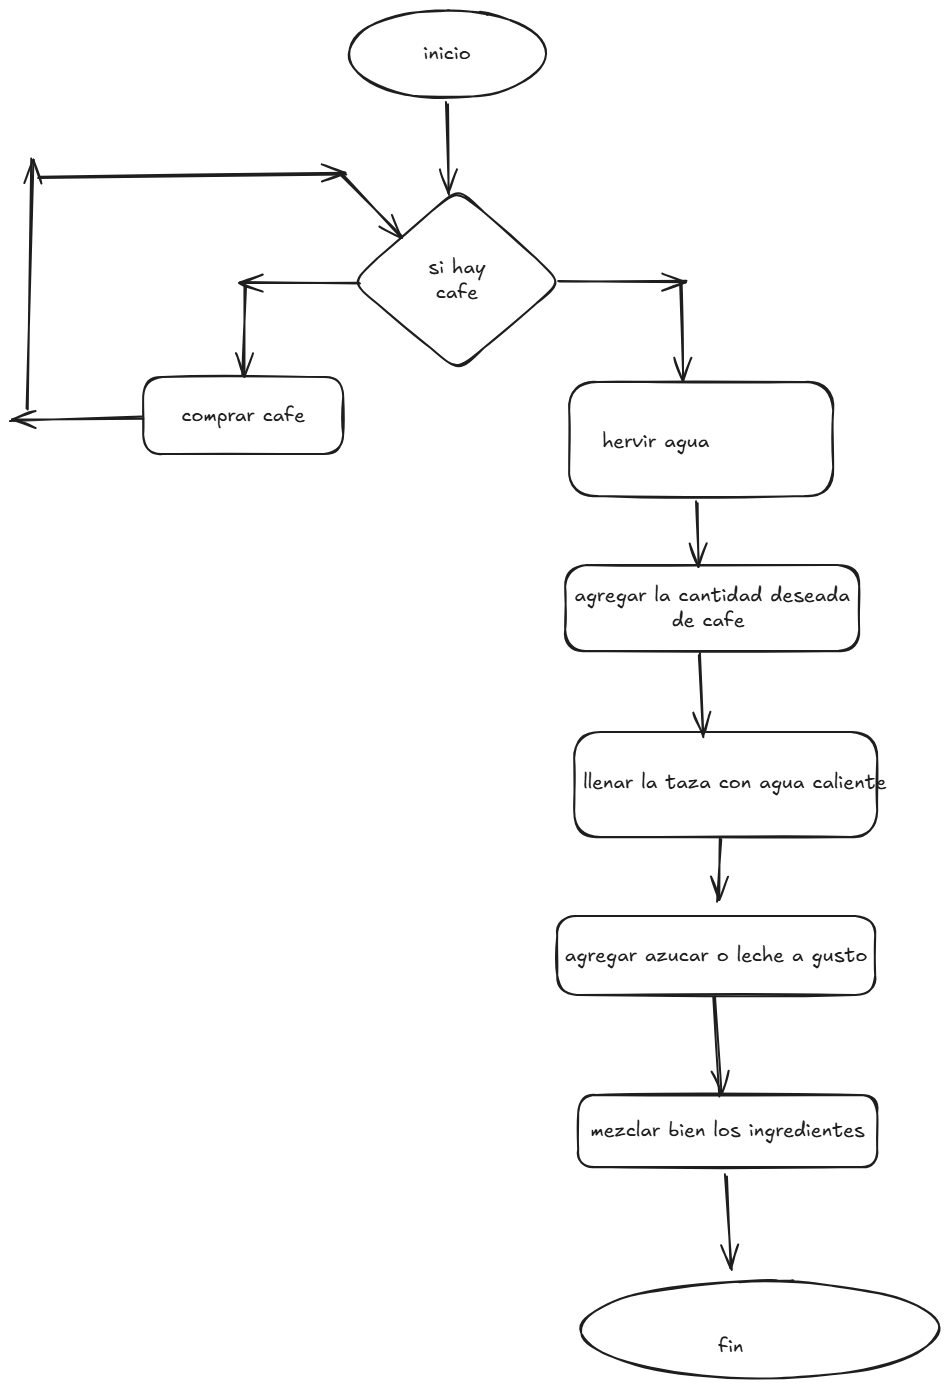 inicio
si hay
cafe
comprar cafe
hervir agua
agregar la cantidad deseada
de cafe
llenar la taza con agua caliente
agregar azucar o leche a gusto
mezclar bien los ingredientes
fin